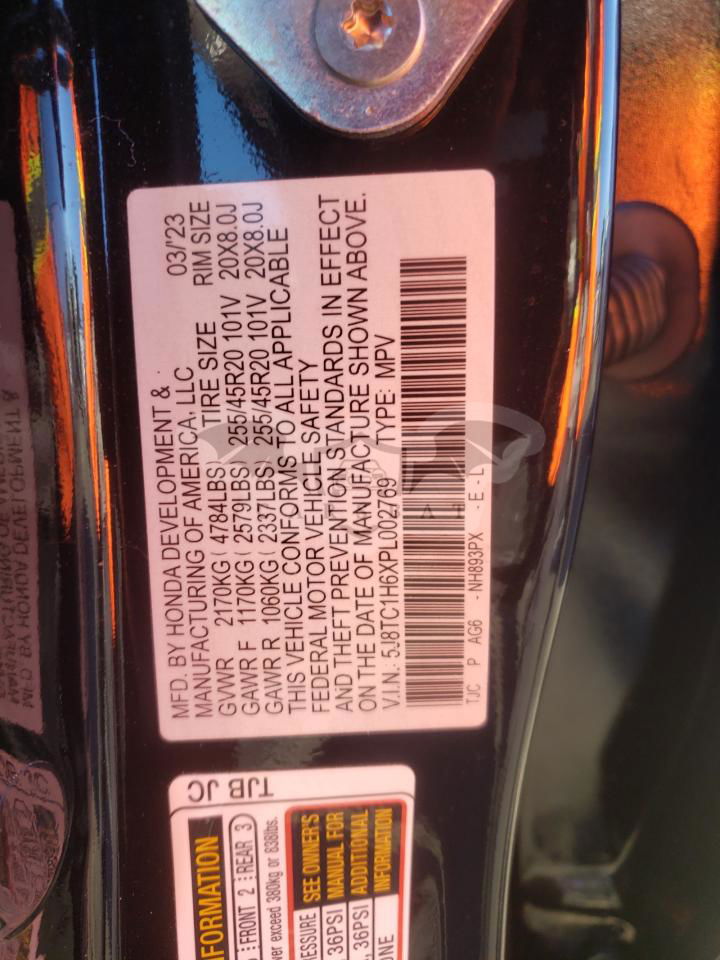 MFD. BY HONDA DEVELOPMENT &
MANUFACTURING OF AMERICA, LLC 03/'23
GVWR 2170KG( 4784LBS) TIRE SIZE RIM SIZE
GAWR F 1170KG( 2579LBS) 255/45R20 101V 20X8.0J
GAWR R 1060KG( 2337LBS) 255/45R20 101V 20X8.0J
THIS VEHICLE CONFORMS TO ALL APPLICABLE
FEDERAL MOTOR VEHICLE SAFETY
AND THEFT PREVENTION STANDARDS IN EFFECT
ON THE DATE OF MANUFACTURE SHOWN ABOVE.
V.I.N.: 5J8TC1H6XPL002769 TYPE: MPV
TJC P AG6 -NH893PX -E-L
TJB JC
FORMATION
FRONT 2 REAR 3
exceed 380kg or 838lbs.
SEE OWNER'S
MANUAL FOR
ADDITIONAL
INFORMATION
36PSI
36PSI